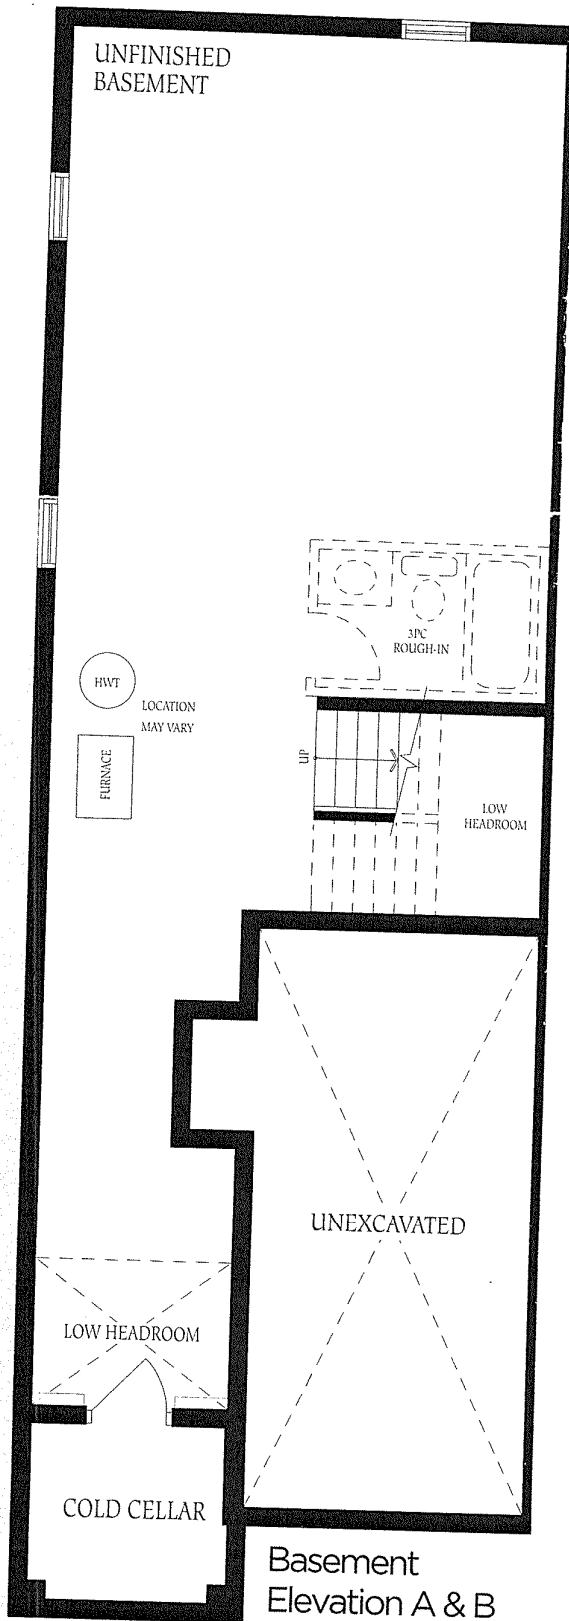 UNFINISHED
BASEMENT
3PC
ROUGH-IN
HWT
LOCATION
MAY VARY
FURNACE
UP
LOW
HEADROOM
UNEXCAVATED
LOW HEADROOM
COLD CELLAR
Basement
Elevation A & B